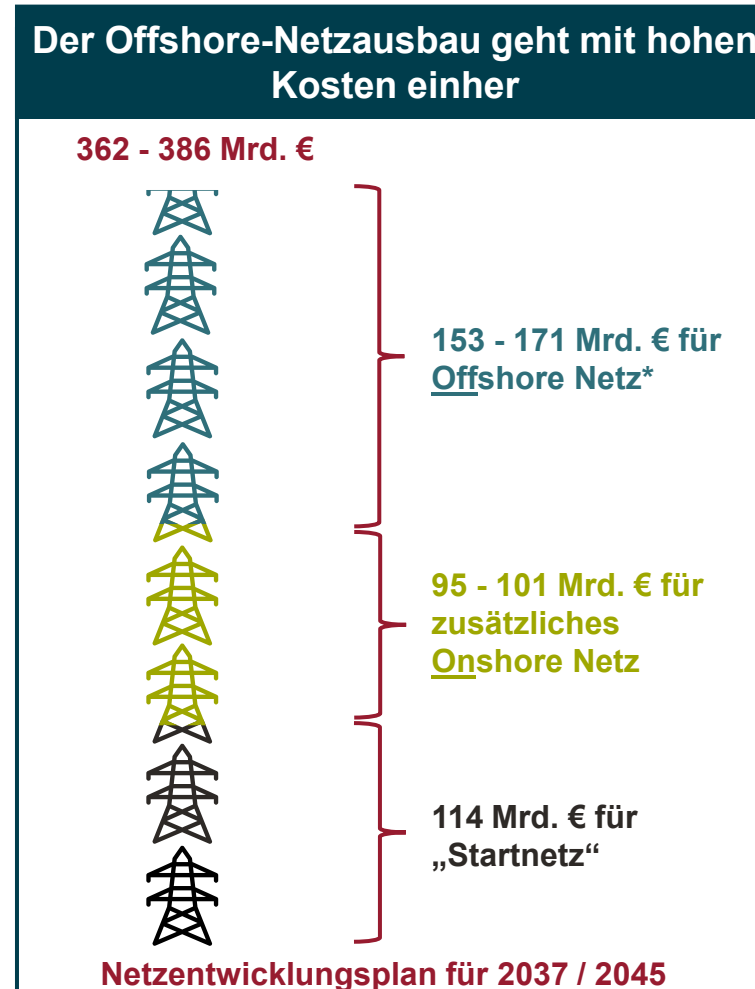 Der Offshore-Netzausbau geht mit hohen
Kosten einher
362 - 386 Mrd. €
153 - 171 Mrd. € für
Offshore Netz*
95 - 101 Mrd. € für
zusätzliches
Onshore Netz
114 Mrd. € für
„Startnetz“
Netzentwicklungsplan für 2037 / 2045